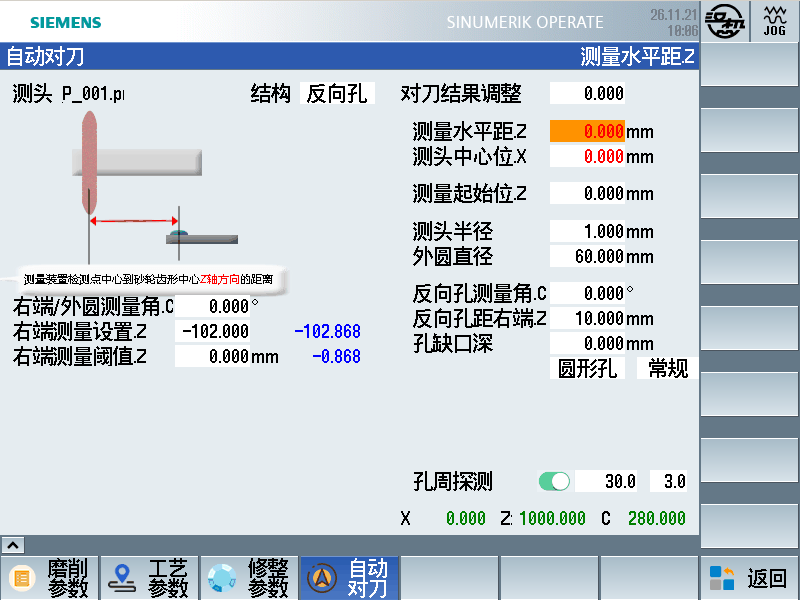 SIEMENS
SINUMERIK OPERATE
26.11.21
10:06
JOG
自动对刀
测量水平距.Z
测头 P_001.p
结构 反向孔
对刀结果调整 0.000
测量水平距.Z 0.000 mm
测头中心位.X 0.000 mm
测量起始位.Z 0.000 mm
测头半径 1.000 mm
外圆直径 60.000 mm
测量装置检测点中心到砂轮齿形中心Z轴方向的距离
右端/外圆测量角.C 0.000 °
右端测量设置.Z -102.000 -102.868
右端测量阈值.Z 0.000 mm -0.868
反向孔测量角.C 0.000 °
反向孔距右端.Z 10.000 mm
孔缺口深 0.000 mm
圆形孔 常规
孔周探测 30.0 3.0
X 0.000 Z: 1000.000 C 280.000
磨削参数
工艺参数
修整参数
自动对刀
返回